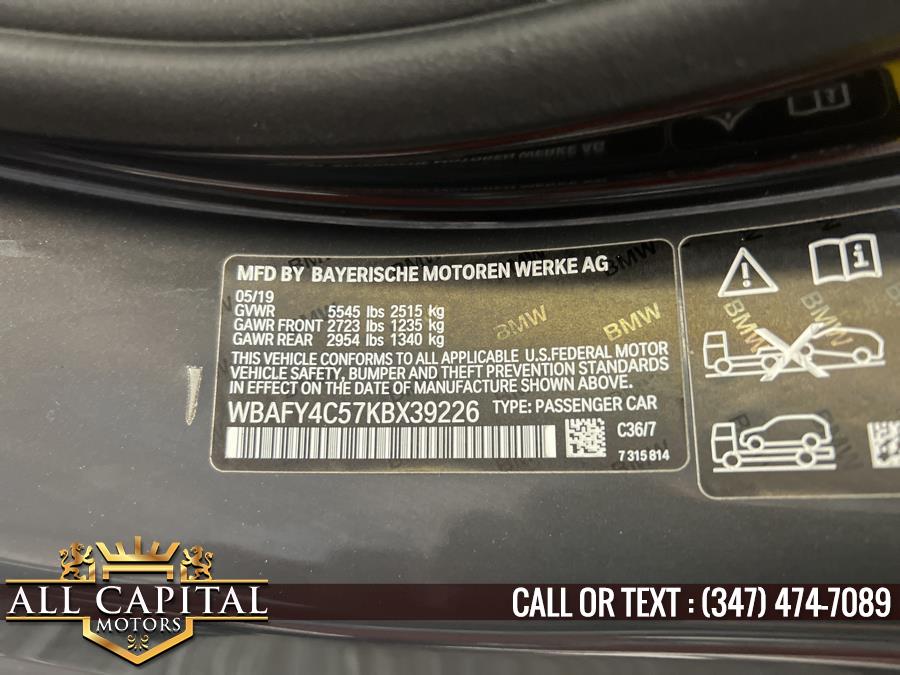 MFD BY BAYERISCHE MOTOREN WERKE AG
05/19
GVWR 5545 lbs 2515 kg
GAWR FRONT 2723 lbs 1235 kg
GAWR REAR 2954 lbs 1340 kg
THIS VEHICLE CONFORMS TO ALL APPLICABLE U.S.FEDERAL MOTOR
VEHICLE SAFETY, BUMPER AND THEFT PREVENTION STANDARDS
IN EFFECT ON THE DATE OF MANUFACTURE SHOWN ABOVE.
WBAFY4C57KBX39226 TYPE: PASSENGER CAR
C36/7
7 315 814
BMW BMW
ALL CAPITAL
MOTORS
CALL OR TEXT : (347) 474-7089